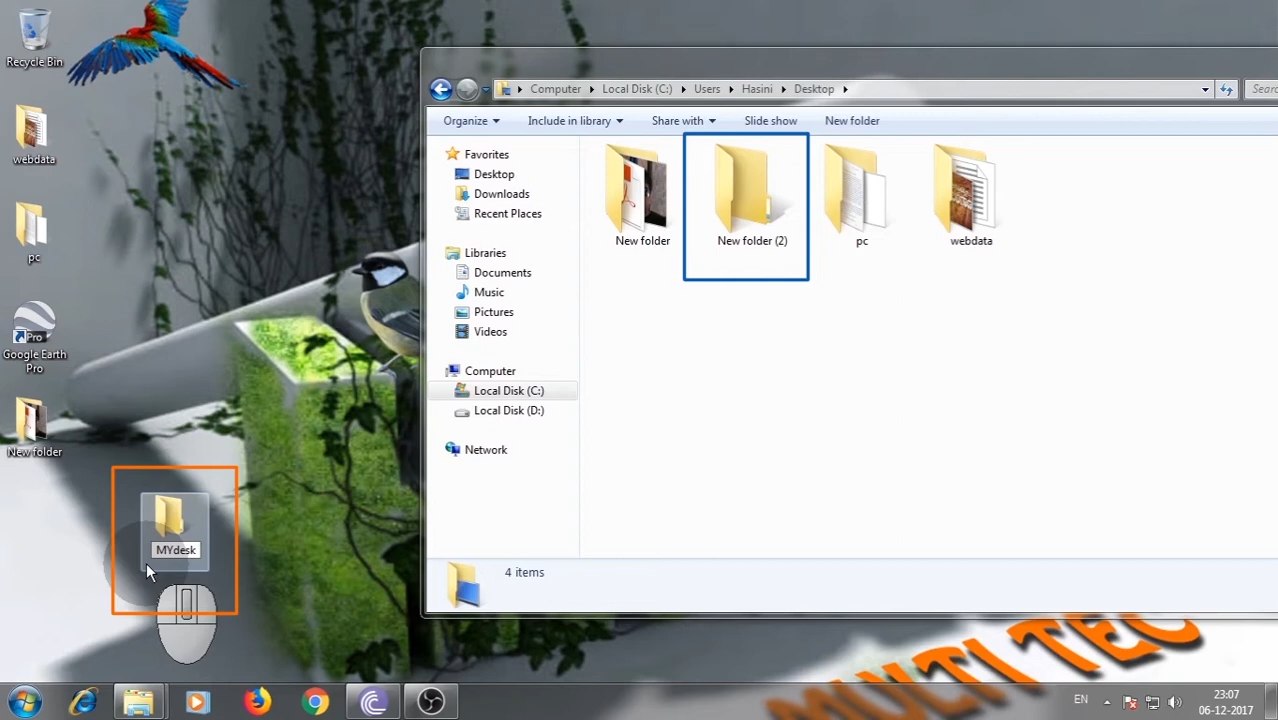 Recycle Bin
webdata
pc
Pro
Google Earth
Pro
New folder
MYdesk
Computer
Local Disk (C:)
Users
Hasini
Desktop
Organize
Include in library
Share with
Slide show
New folder
Favorites
Desktop
Downloads
Recent Places
Libraries
Documents
Music
Pictures
Videos
Computer
Local Disk (C:)
Local Disk (D:)
Network
New folder
New folder (2)
pc
webdata
4 items
MULTI TEC
EN
23:07
06-12-2017